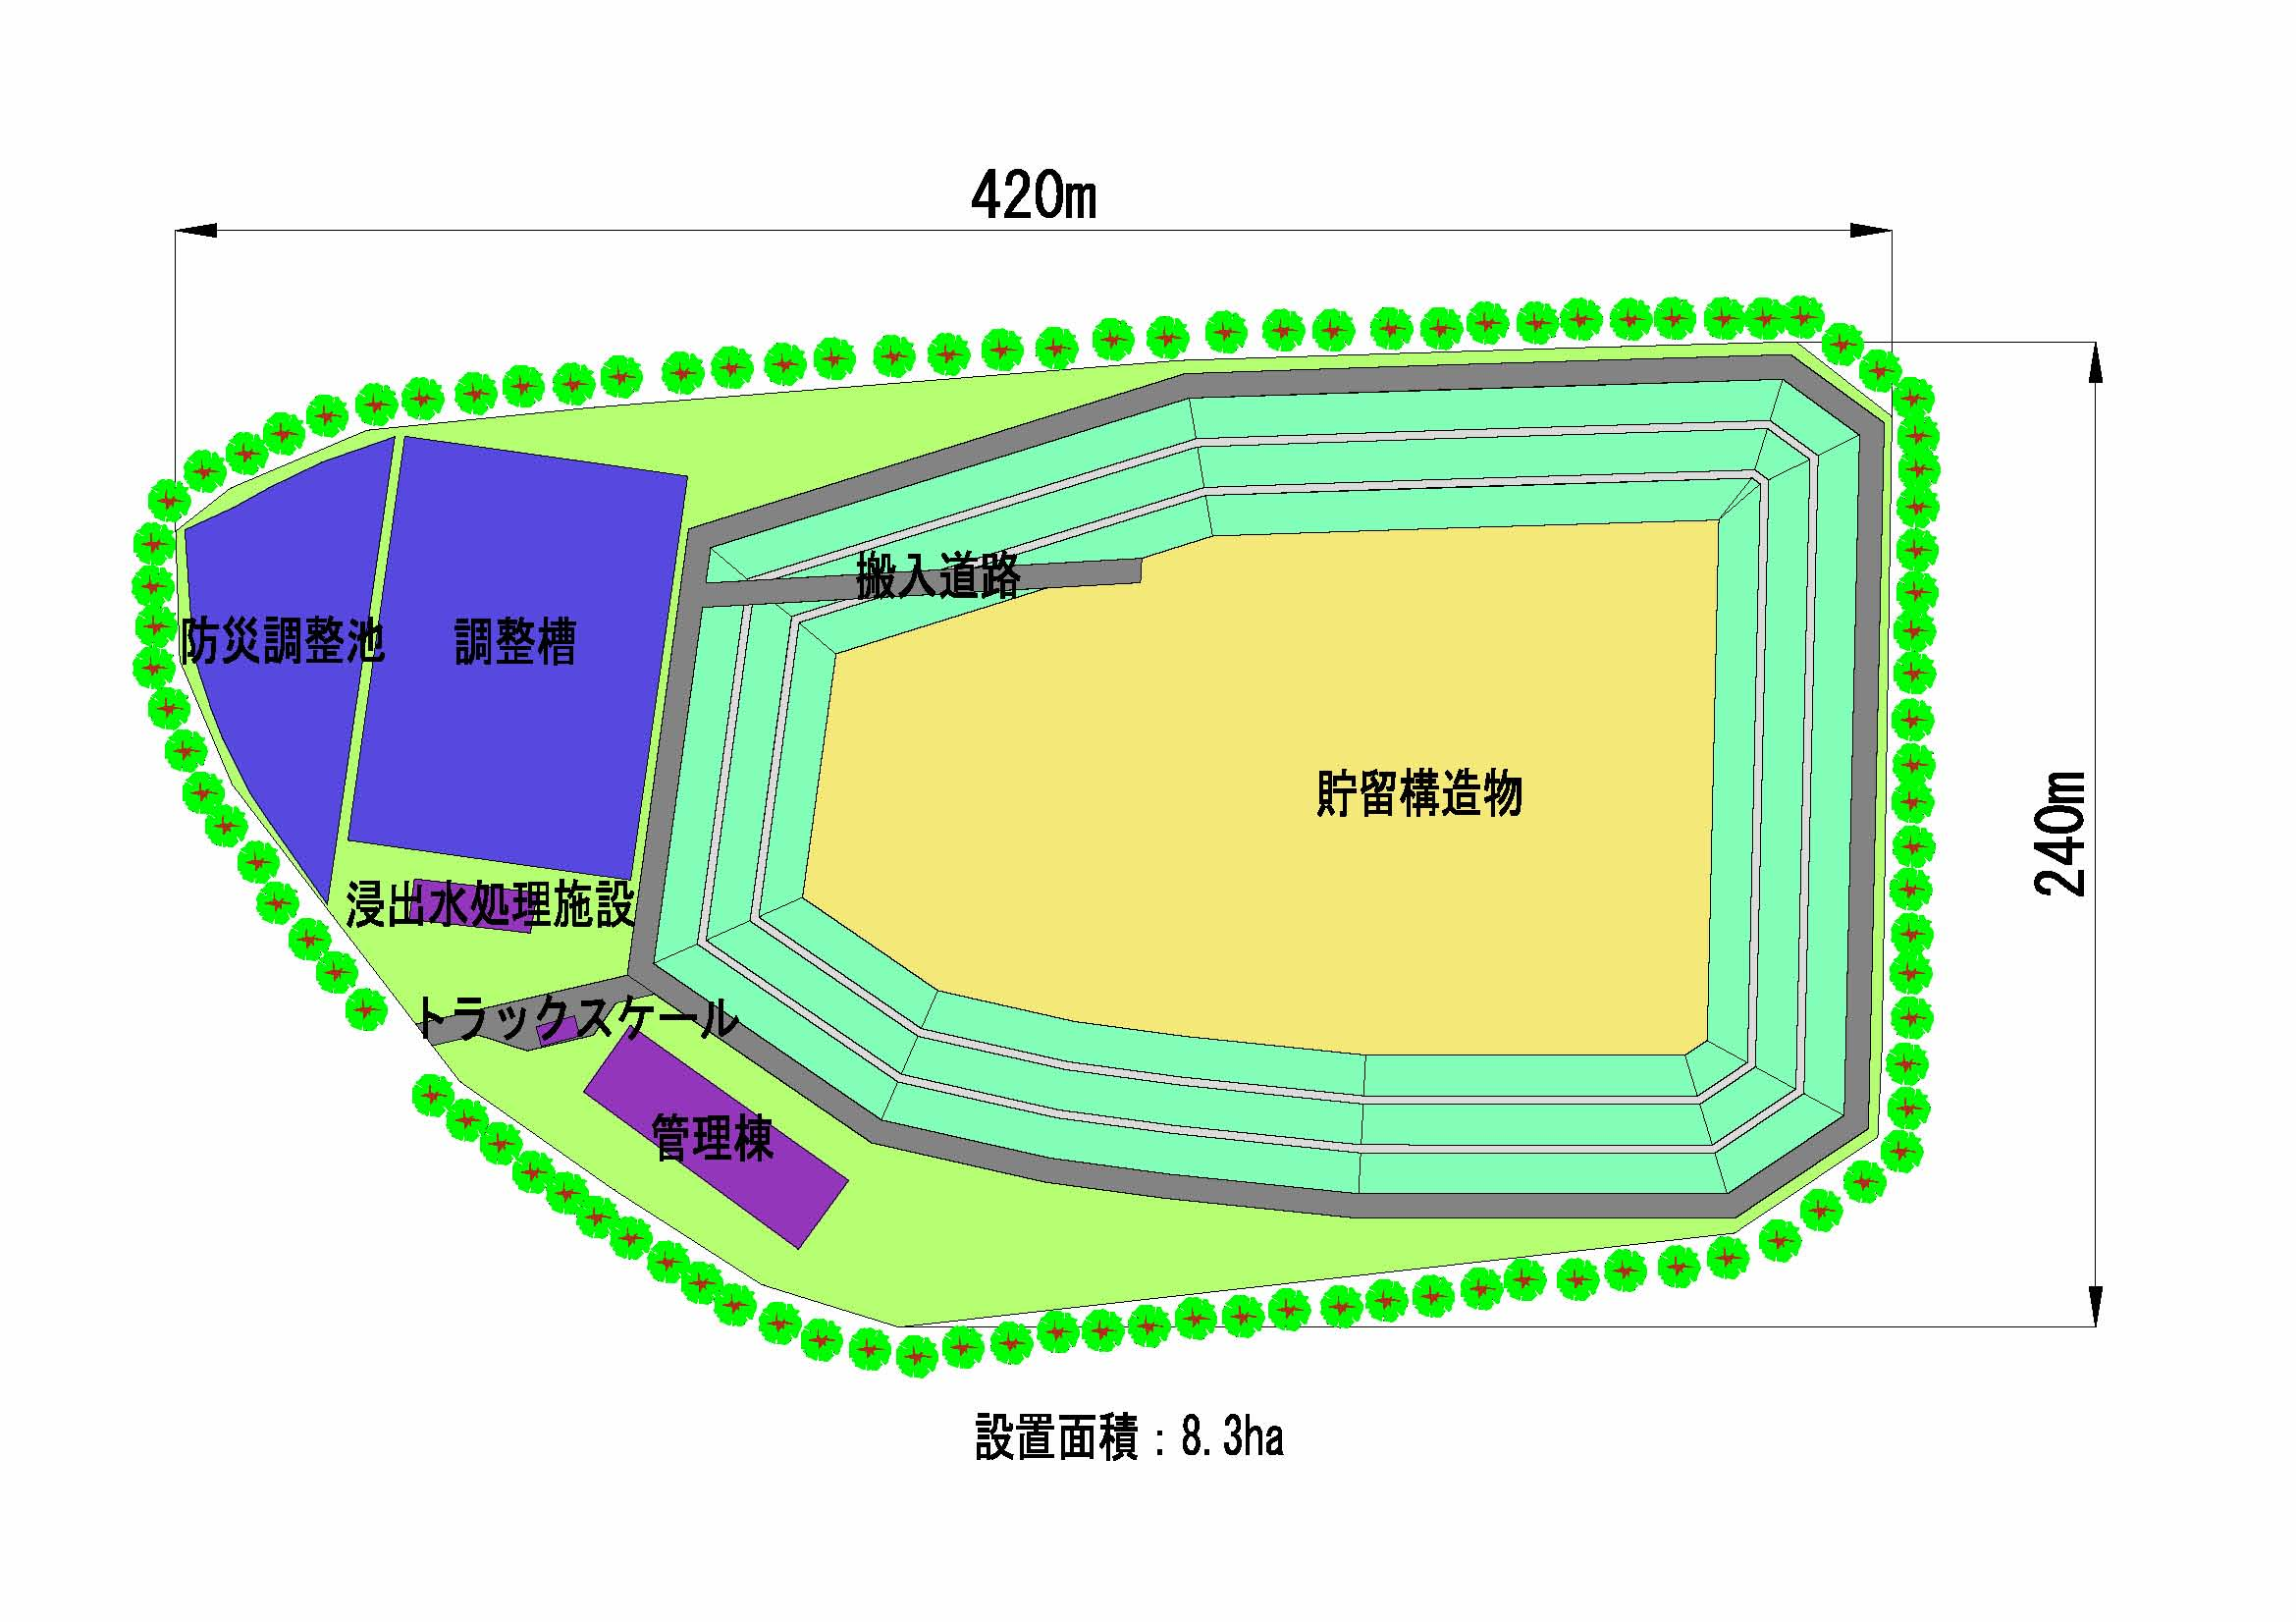 420m
搬入道路
防災調整池
調整槽
貯留構造物
240m
浸出水処理施設
トラックスケール
管理棟
設置面積：8.3ha